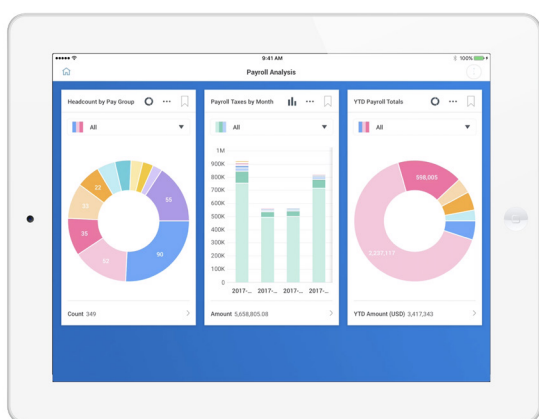 9:41 AM
100%
Payroll Analysis
Headcount by Pay Group
All
55
90
52
35
33
22
Count 349
Payroll Taxes by Month
All
1M
900K
800K
700K
600K
500K
400K
300K
200K
100K
0
2017-... 2017-... 2017-... 2017-...
Amount 5,658,805.08
YTD Payroll Totals
All
598,005
2,237,117
YTD Amount (USD) 3,417,343